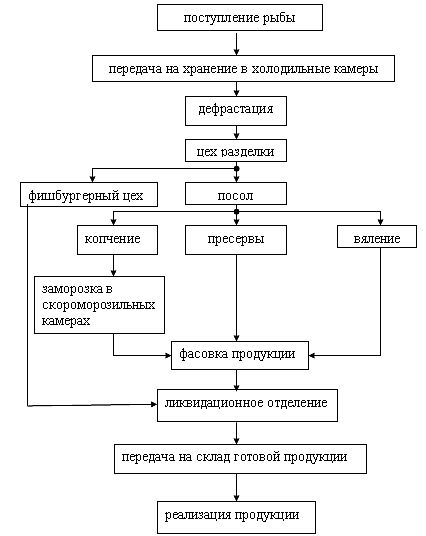 поступление рыбы
передача на хранение в холодильные камеры
дефрастация
цех разделки
фишбургерный цех
посол
копчение
пресервы
вяление
заморозка в
скороморозильных
камерах
фасовка продукции
ликвидационное отделение
передача на склад готовой продукции
реализация продукции